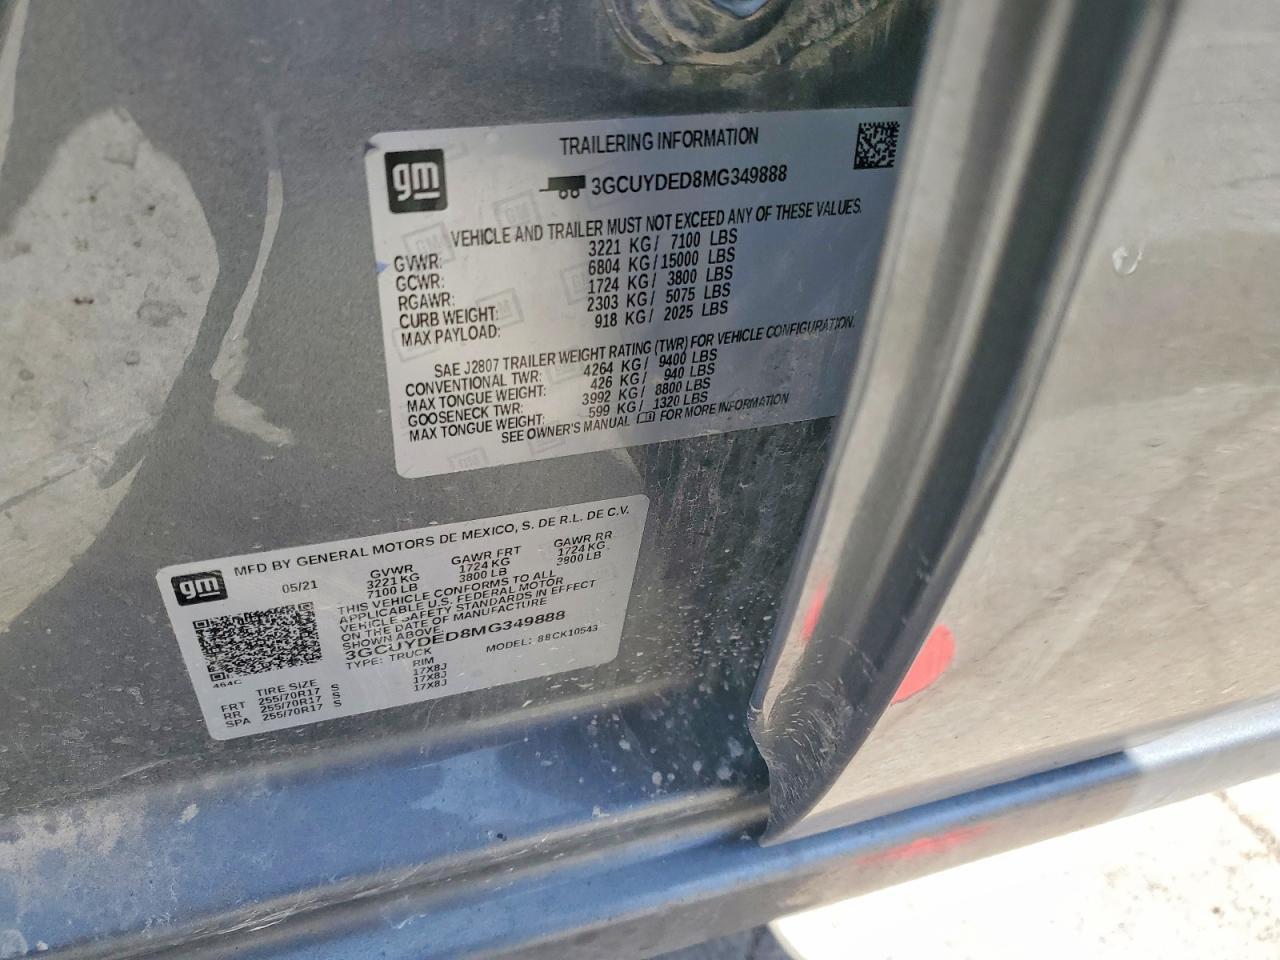 gm
TRAILERING INFORMATION
3GCUYDED8MG349888
VEHICLE AND TRAILER MUST NOT EXCEED ANY OF THESE VALUES.
GVWR: 3221 KG / 7100 LBS
GCWR: 6804 KG / 15000 LBS
RGAWR: 1724 KG / 3800 LBS
CURB WEIGHT: 2303 KG / 5075 LBS
MAX PAYLOAD: 918 KG / 2025 LBS
SAE J2807 TRAILER WEIGHT RATING (TWR) FOR VEHICLE CONFIGURATION.
CONVENTIONAL TWR: 4264 KG / 9400 LBS
MAX TONGUE WEIGHT: 426 KG / 940 LBS
GOOSENECK TWR: 3992 KG / 8800 LBS
MAX TONGUE WEIGHT: 599 KG / 1320 LBS
SEE OWNER'S MANUAL FOR MORE INFORMATION
gm
MFD BY GENERAL MOTORS DE MEXICO, S. DE R.L. DE C.V.
05/21 GVWR GAWR FRT GAWR RR
3221 KG 1724 KG 1724 KG
7100 LB 3800 LB 3800 LB
THIS VEHICLE CONFORMS TO ALL
APPLICABLE U.S. FEDERAL MOTOR
VEHICLE SAFETY STANDARDS IN EFFECT
ON THE DATE OF MANUFACTURE
SHOWN ABOVE.
3GCUYDED8MG349888
TYPE: TRUCK MODEL: 88CK10543
464C
TIRE SIZE RIM
FRT 255/70R17 S 17X8J
RR 255/70R17 S 17X8J
SPA 255/70R17 S 17X8J